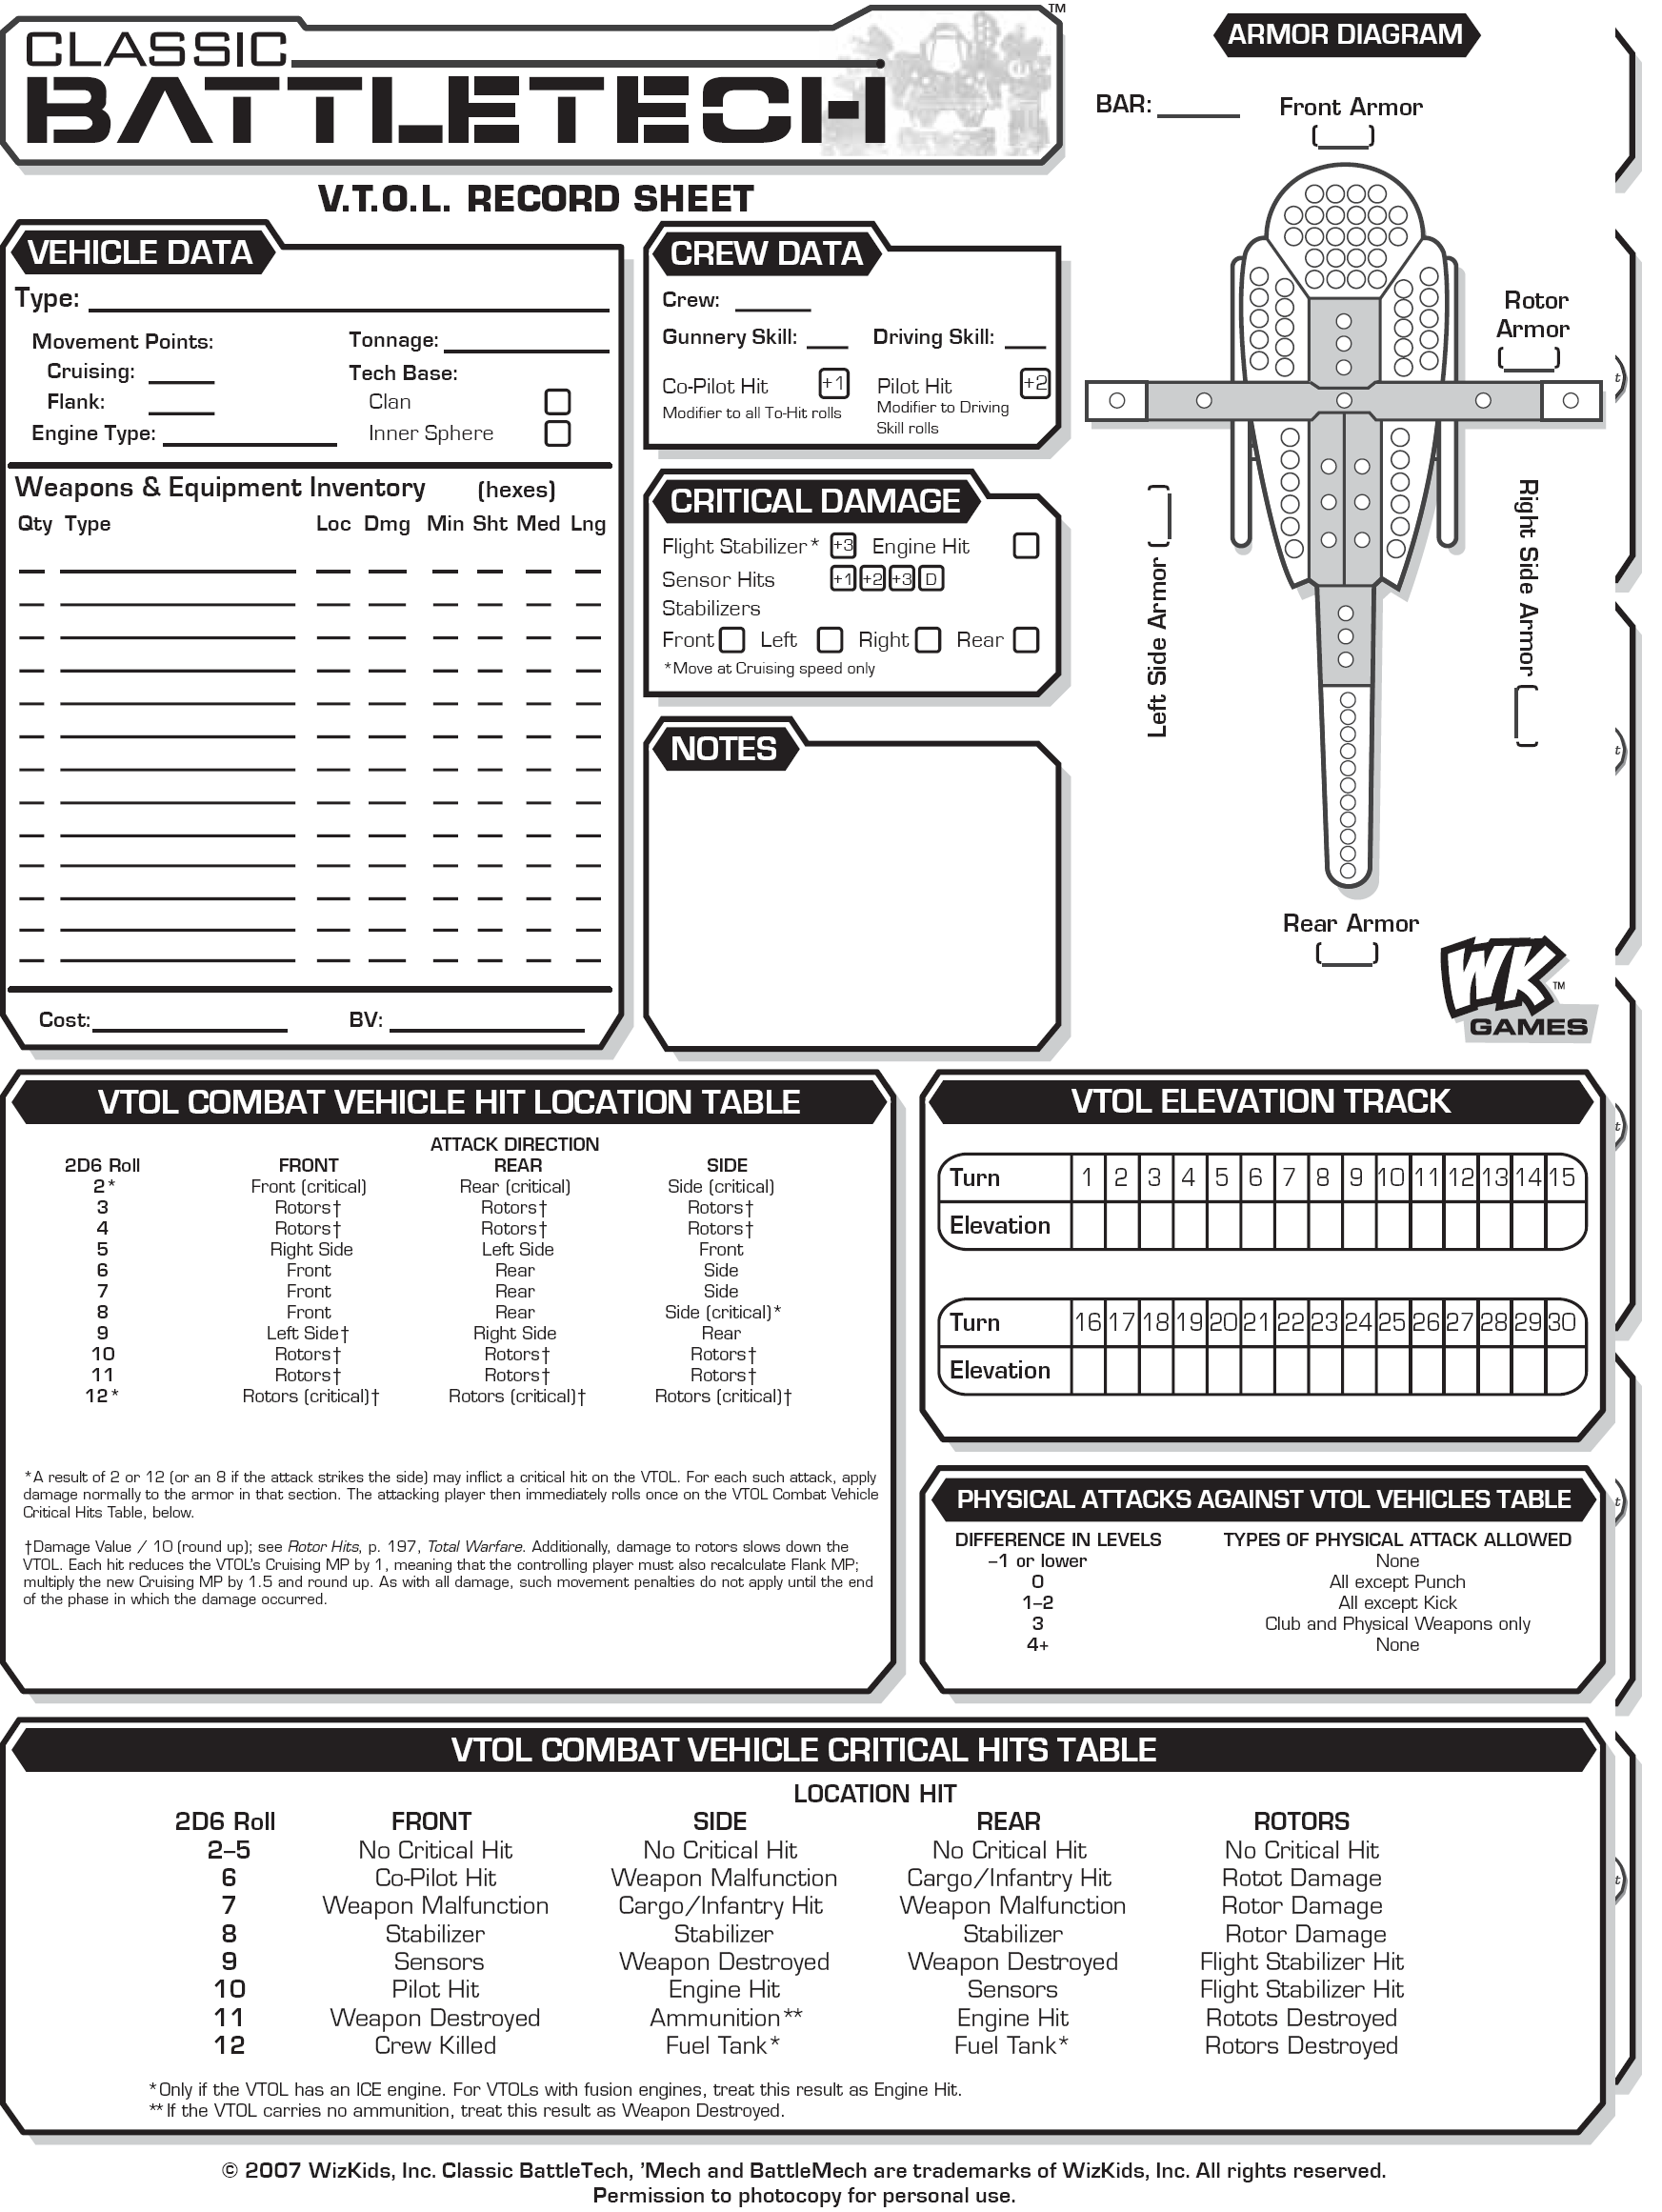 CLASSIC
BATTLETECH
TM
V.T.O.L. RECORD SHEET
VEHICLE DATA
Type:
Movement Points:
Cruising:
Flank:
Engine Type:
Tonnage:
Tech Base:
Clan
Inner Sphere
Weapons & Equipment Inventory (hexes)
Qty Type Loc Dmg Min Sht Med Lng
Cost: BV:
CREW DATA
Crew:
Gunnery Skill: Driving Skill:
Co-Pilot Hit +1 Pilot Hit +2
Modifier to all To-Hit rolls
Modifier to Driving
Skill rolls
CRITICAL DAMAGE
Flight Stabilizer* +3 Engine Hit
Sensor Hits +1 +2 +3 D
Stabilizers
Front Left Right Rear
*Move at Cruising speed only
NOTES
ARMOR DIAGRAM
BAR:
Front Armor
Rotor
Armor
Left Side Armor
Right Side Armor
Rear Armor
WK TM
GAMES
VTOL COMBAT VEHICLE HIT LOCATION TABLE
ATTACK DIRECTION
2D6 Roll FRONT REAR SIDE
2* Front (critical) Rear (critical) Side (critical)
3 Rotors† Rotors† Rotors†
4 Rotors† Rotors† Rotors†
5 Right Side Left Side Front
6 Front Rear Side
7 Front Rear Side
8 Front Rear Side (critical)*
9 Left Side† Right Side Rear
10 Rotors† Rotors† Rotors†
11 Rotors† Rotors† Rotors†
12* Rotors (critical)† Rotors (critical)† Rotors (critical)†
*A result of 2 or 12 (or an 8 if the attack strikes the side) may inflict a critical hit on the VTOL. For each such attack, apply
damage normally to the armor in that section. The attacking player then immediately rolls once on the VTOL Combat Vehicle
Critical Hits Table, below.
†Damage Value / 10 (round up); see Rotor Hits, p. 197, Total Warfare. Additionally, damage to rotors slows down the
VTOL. Each hit reduces the VTOL's Cruising MP by 1, meaning that the controlling player must also recalculate Flank MP;
multiply the new Cruising MP by 1.5 and round up. As with all damage, such movement penalties do not apply until the end
of the phase in which the damage occurred.
VTOL ELEVATION TRACK
Turn 1 2 3 4 5 6 7 8 9 10 11 12 13 14 15
Elevation
Turn 16 17 18 19 20 21 22 23 24 25 26 27 28 29 30
Elevation
PHYSICAL ATTACKS AGAINST VTOL VEHICLES TABLE
DIFFERENCE IN LEVELS TYPES OF PHYSICAL ATTACK ALLOWED
–1 or lower None
0 All except Punch
1–2 All except Kick
3 Club and Physical Weapons only
4+ None
VTOL COMBAT VEHICLE CRITICAL HITS TABLE
LOCATION HIT
2D6 Roll FRONT SIDE REAR ROTORS
2–5 No Critical Hit No Critical Hit No Critical Hit No Critical Hit
6 Co-Pilot Hit Weapon Malfunction Cargo/Infantry Hit Rotot Damage
7 Weapon Malfunction Cargo/Infantry Hit Weapon Malfunction Rotor Damage
8 Stabilizer Stabilizer Stabilizer Rotor Damage
9 Sensors Weapon Destroyed Weapon Destroyed Flight Stabilizer Hit
10 Pilot Hit Engine Hit Sensors Flight Stabilizer Hit
11 Weapon Destroyed Ammunition** Engine Hit Rotots Destroyed
12 Crew Killed Fuel Tank* Fuel Tank* Rotors Destroyed
*Only if the VTOL has an ICE engine. For VTOLs with fusion engines, treat this result as Engine Hit.
**If the VTOL carries no ammunition, treat this result as Weapon Destroyed.
© 2007 WizKids, Inc. Classic BattleTech, 'Mech and BattleMech are trademarks of WizKids, Inc. All rights reserved.
Permission to photocopy for personal use.